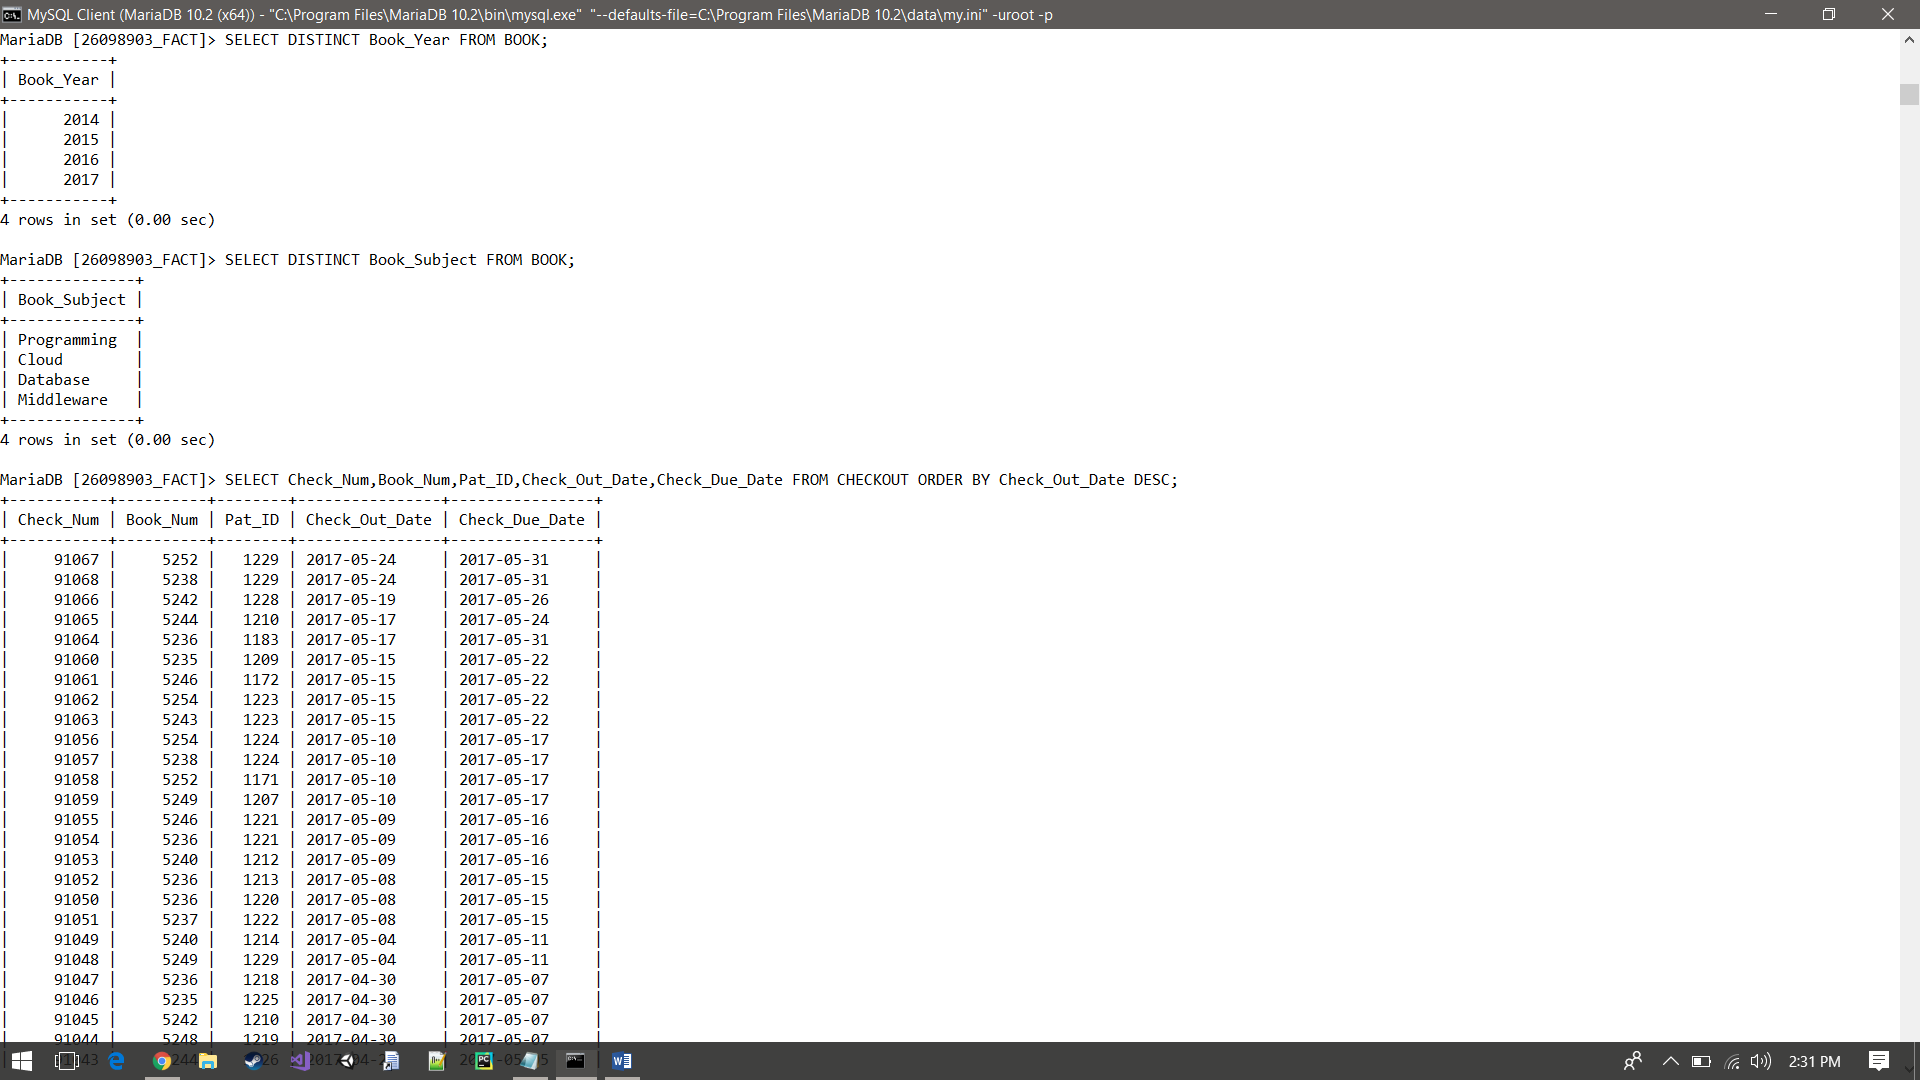 MySQL Client (MariaDB 10.2 (x64)) - "C:\Program Files\MariaDB 10.2\bin\mysql.exe"  "--defaults-file=C:\Program Files\MariaDB 10.2\data\my.ini" -uroot -p
MariaDB [26098903_FACT]> SELECT DISTINCT Book_Year FROM BOOK;
+-----------+
| Book_Year |
+-----------+
|      2014 |
|      2015 |
|      2016 |
|      2017 |
+-----------+
4 rows in set (0.00 sec)
MariaDB [26098903_FACT]> SELECT DISTINCT Book_Subject FROM BOOK;
+--------------+
| Book_Subject |
+--------------+
| Programming  |
| Cloud        |
| Database     |
| Middleware   |
+--------------+
4 rows in set (0.00 sec)
MariaDB [26098903_FACT]> SELECT Check_Num,Book_Num,Pat_ID,Check_Out_Date,Check_Due_Date FROM CHECKOUT ORDER BY Check_Out_Date DESC;
+-----------+----------+--------+----------------+----------------+
| Check_Num | Book_Num | Pat_ID | Check_Out_Date | Check_Due_Date |
+-----------+----------+--------+----------------+----------------+
|     91067 |     5252 |   1229 | 2017-05-24     | 2017-05-31     |
|     91068 |     5238 |   1229 | 2017-05-24     | 2017-05-31     |
|     91066 |     5242 |   1228 | 2017-05-19     | 2017-05-26     |
|     91065 |     5244 |   1210 | 2017-05-17     | 2017-05-24     |
|     91064 |     5236 |   1183 | 2017-05-17     | 2017-05-31     |
|     91060 |     5235 |   1209 | 2017-05-15     | 2017-05-22     |
|     91061 |     5246 |   1172 | 2017-05-15     | 2017-05-22     |
|     91062 |     5254 |   1223 | 2017-05-15     | 2017-05-22     |
|     91063 |     5243 |   1223 | 2017-05-15     | 2017-05-22     |
|     91056 |     5254 |   1224 | 2017-05-10     | 2017-05-17     |
|     91057 |     5238 |   1224 | 2017-05-10     | 2017-05-17     |
|     91058 |     5252 |   1171 | 2017-05-10     | 2017-05-17     |
|     91059 |     5249 |   1207 | 2017-05-10     | 2017-05-17     |
|     91055 |     5246 |   1221 | 2017-05-09     | 2017-05-16     |
|     91054 |     5236 |   1221 | 2017-05-09     | 2017-05-16     |
|     91053 |     5240 |   1212 | 2017-05-09     | 2017-05-16     |
|     91052 |     5236 |   1213 | 2017-05-08     | 2017-05-15     |
|     91050 |     5236 |   1220 | 2017-05-08     | 2017-05-15     |
|     91051 |     5237 |   1222 | 2017-05-08     | 2017-05-15     |
|     91049 |     5240 |   1214 | 2017-05-04     | 2017-05-11     |
|     91048 |     5249 |   1229 | 2017-05-04     | 2017-05-11     |
|     91047 |     5236 |   1218 | 2017-04-30     | 2017-05-07     |
|     91046 |     5235 |   1225 | 2017-04-30     | 2017-05-07     |
|     91045 |     5242 |   1210 | 2017-04-30     | 2017-05-07     |
|     91044 |     5248 |   1219 | 2017-04-30     | 2017-05-07     |
2:31 PM